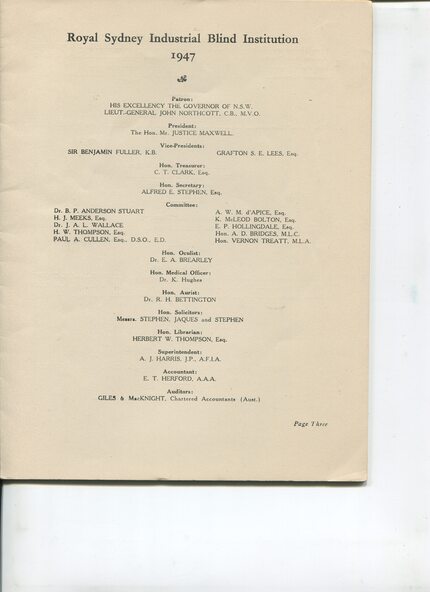 Royal Sydney Industrial Blind Institution
1947
Patron:
HIS EXCELLENCY THE GOVERNOR OF N.S.W.
LIEUT.-GENERAL JOHN NORTHCOTT, C.B., M.V.O.
President:
The Hon. Mr. JUSTICE MAXWELL.
Vice-Presidents:
SIR BENJAMIN FULLER, K.B. GRAFTON S. E. LEES, Esq.
Hon. Treasurer:
C. T. CLARK, Esq.
Hon. Secretary:
ALFRED E. STEPHEN, Esq.
Committee:
Dr. B. P. ANDERSON STUART
H. J. MEEKS, Esq.
Dr. J. A. L. WALLACE
H. W. THOMPSON, Esq.
PAUL A. CULLEN, Esq., D.S.O., E.D.
A. W. M. d'APICE, Esq.
K. McLEOD BOLTON, Esq.
E. P. HOLLINGDALE, Esq.
Hon. A. D. BRIDGES, M.L.C.
Hon. VERNON TREATT, M.L.A.
Hon. Oculist:
Dr. E. A. BREARLEY
Hon. Medical Officer:
Dr. K. Hughes
Hon. Aurist:
Dr. R. H. BETTINGTON
Hon. Solicitors:
Messrs. STEPHEN, JAQUES and STEPHEN
Hon. Librarian:
HERBERT W. THOMPSON, Esq.
Superintendent:
A. J. HARRIS, J.P., A.F.I.A.
Accountant:
E. T. HERFORD, A.A.A.
Auditors:
GILES & MacKNIGHT, Chartered Accountants (Aust.)
Page Three